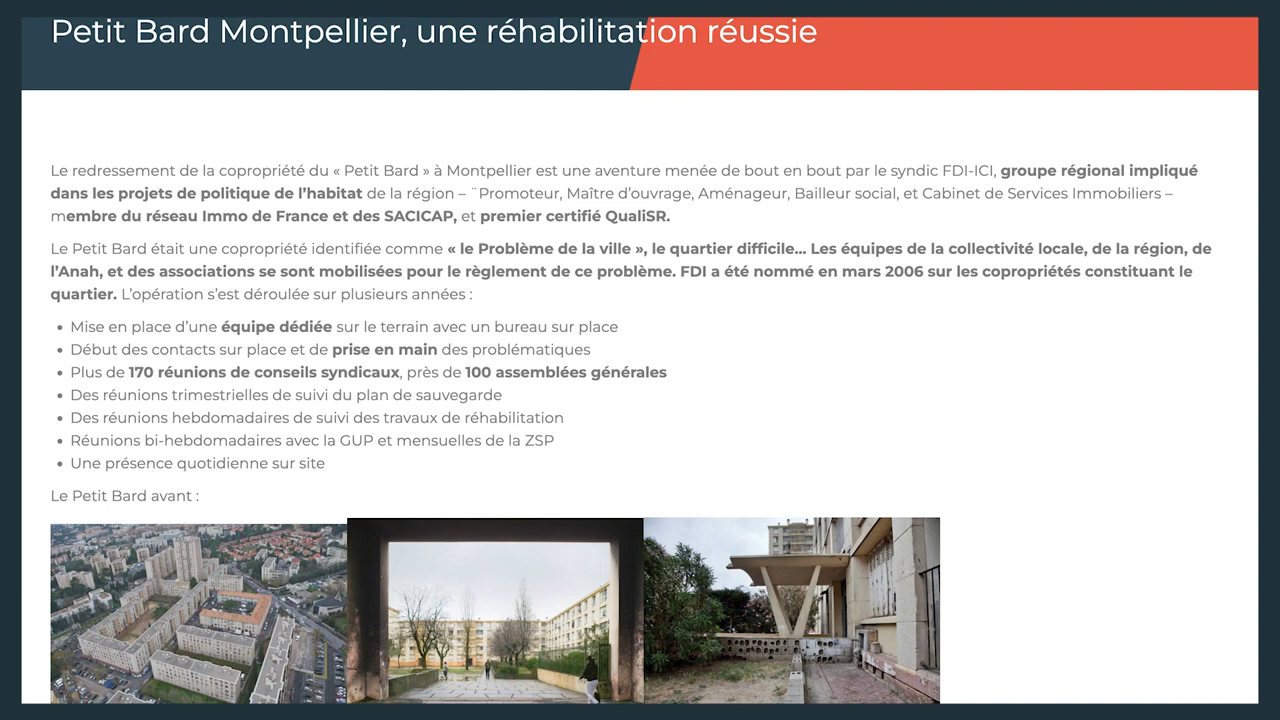 Petit Bard Montpellier, une réhabilitation réussie
Le redressement de la copropriété du « Petit Bard » à Montpellier est une aventure menée de bout en bout par le syndic FDI-ICI, groupe régional impliqué
dans les projets de politique de l’habitat de la région – ¨Promoteur, Maître d’ouvrage, Aménageur, Bailleur social, et Cabinet de Services Immobiliers –
membre du réseau Immo de France et des SACICAP, et premier certifié QualiSR.
Le Petit Bard était une copropriété identifiée comme « le Problème de la ville », le quartier difficile… Les équipes de la collectivité locale, de la région, de
l’Anah, et des associations se sont mobilisées pour le règlement de ce problème. FDI a été nommé en mars 2006 sur les copropriétés constituant le
quartier. L’opération s’est déroulée sur plusieurs années :
• Mise en place d’une équipe dédiée sur le terrain avec un bureau sur place
• Début des contacts sur place et de prise en main des problématiques
• Plus de 170 réunions de conseils syndicaux, près de 100 assemblées générales
• Des réunions trimestrielles de suivi du plan de sauvegarde
• Des réunions hebdomadaires de suivi des travaux de réhabilitation
• Réunions bi-hebdomadaires avec la GUP et mensuelles de la ZSP
• Une présence quotidienne sur site
Le Petit Bard avant :